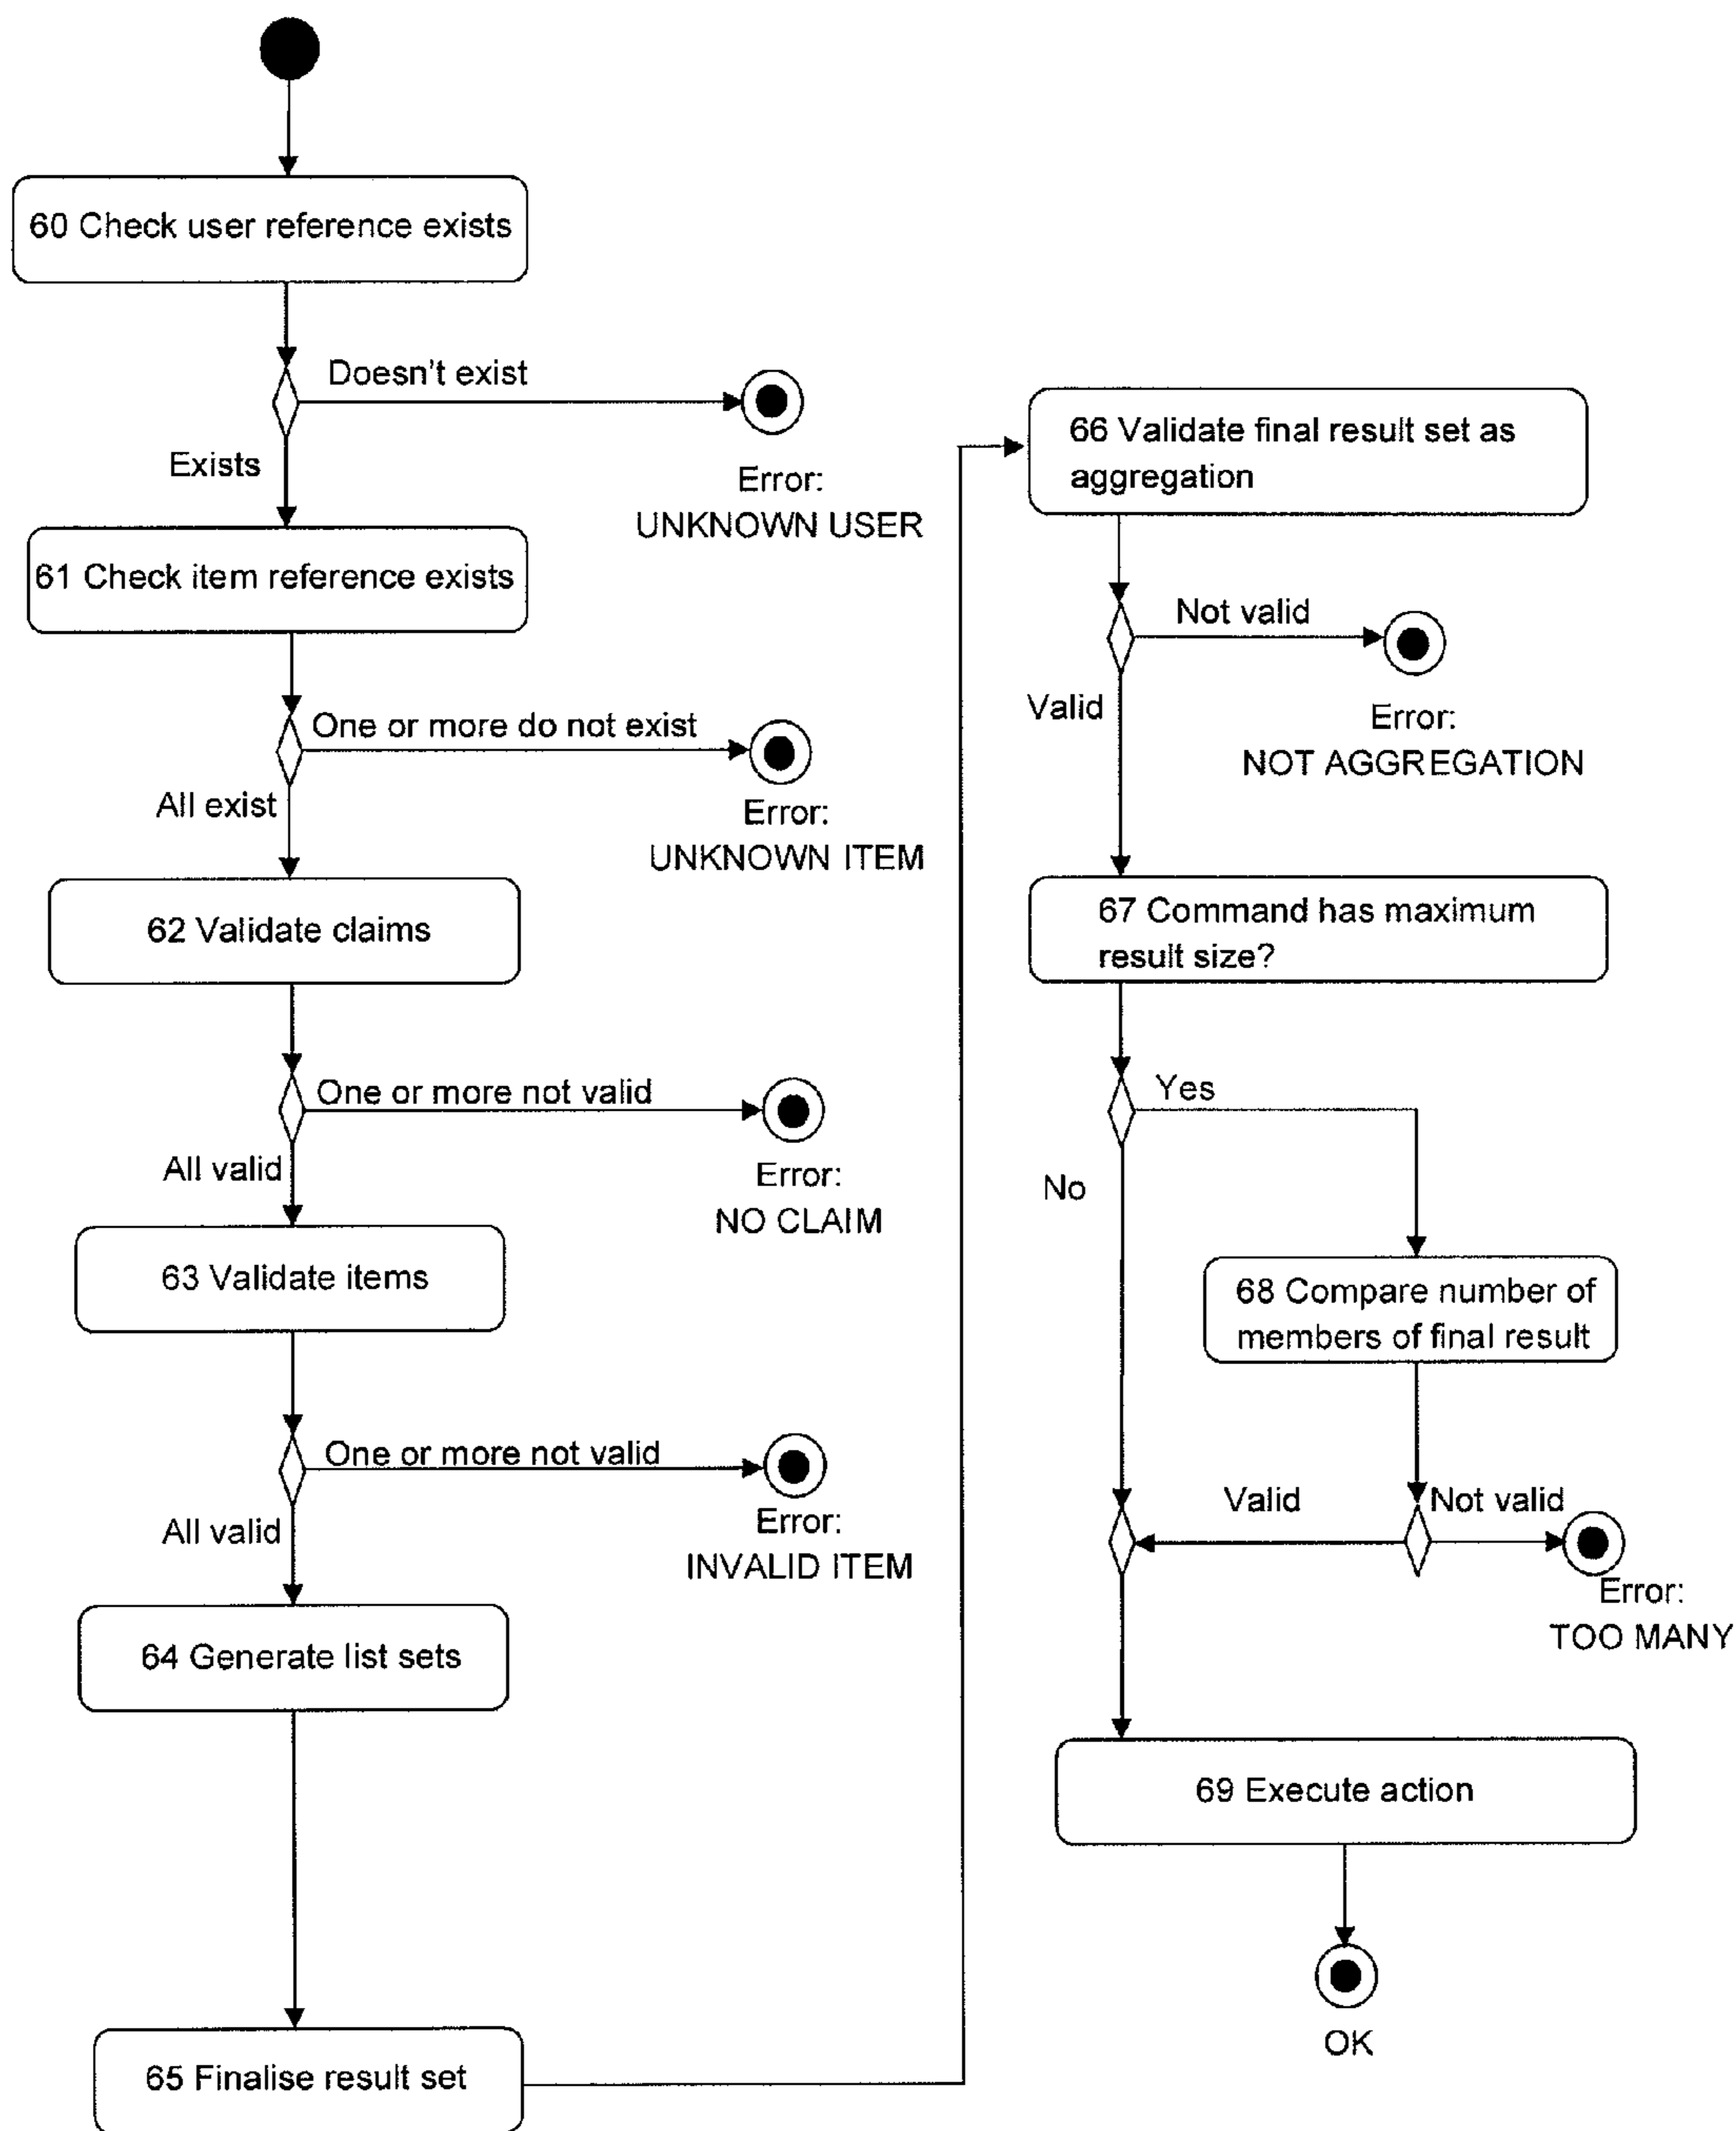 60 Check user reference exists
Doesn't exist
Exists
Error:
UNKNOWN USER
61 Check item reference exists
One or more do not exist
All exist
Error:
UNKNOWN ITEM
62 Validate claims
One or more not valid
All valid
Error:
NO CLAIM
63 Validate items
One or more not valid
All valid
Error:
INVALID ITEM
64 Generate list sets
65 Finalise result set
66 Validate final result set as
aggregation
Not valid
Valid
Error:
NOT AGGREGATION
67 Command has maximum
result size?
Yes
No
68 Compare number of
members of final result
Valid
Not valid
Error:
TOO MANY
69 Execute action
OK